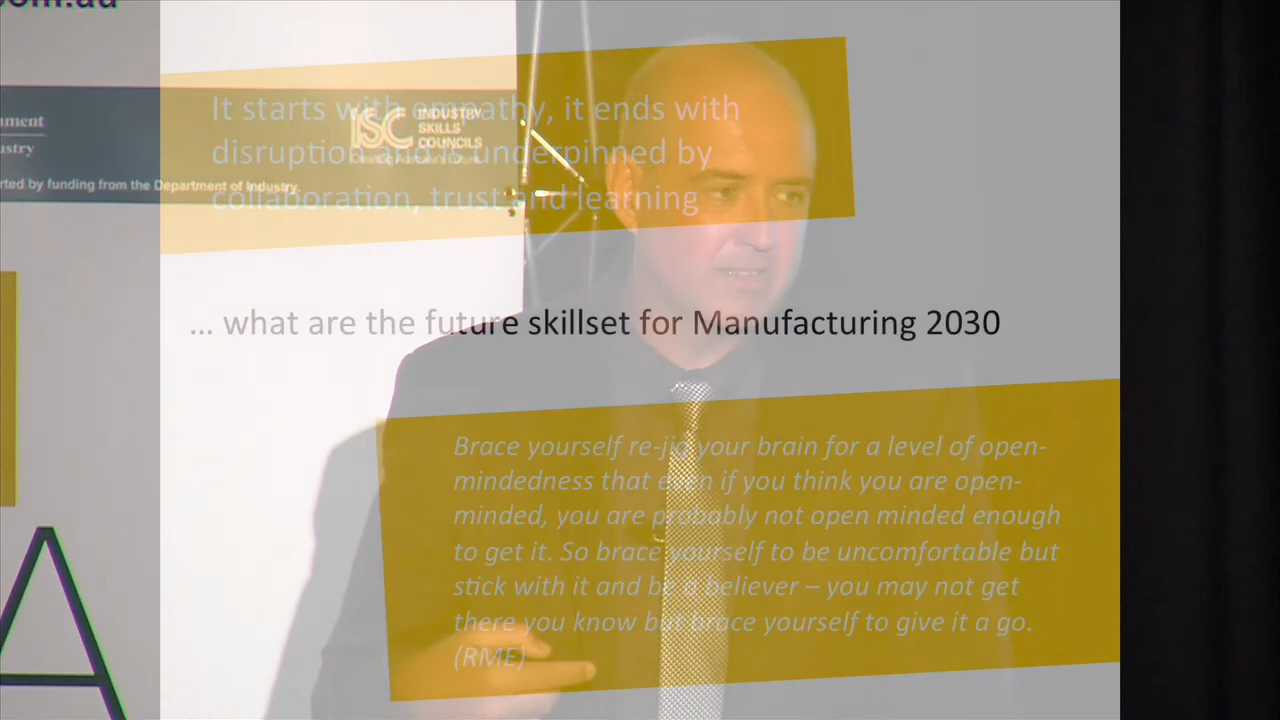 com.au
nment
ustry
ISC INDUSTRY
SKILLS
COUNCILS
rted by funding from the Department of Industry.
It starts with empathy, it ends with
disruption and is underpinned by
collaboration, trust and learning
... what are the future skillset for Manufacturing 2030
Brace yourself re-jig your brain for a level of open-
mindedness that even if you think you are open-
minded, you are probably not open minded enough
to get it. So brace yourself to be uncomfortable but
stick with it and be a believer – you may not get
there you know but brace yourself to give it a go.
(RME)
A